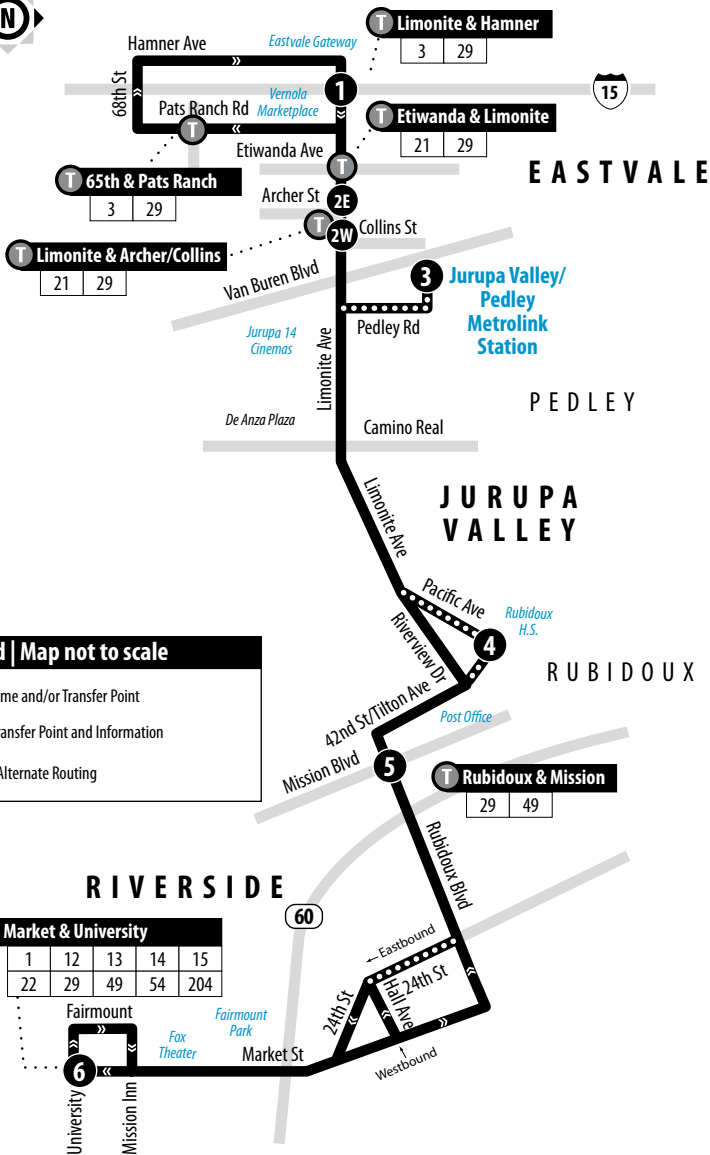 N
Limonite & Hamner
T
3 29
Hamner Ave
Eastvale Gateway
68th St
1
15
Vernola
Marketplace
Pats Ranch Rd
T
T Etiwanda & Limonite
21 29
Etiwanda Ave
T
EASTVALE
T 65th & Pats Ranch
3 29
Archer St
2E
T
2W
Collins St
T Limonite & Archer/Collins
21 29
Van Buren Blvd
3
Jurupa Valley/
Pedley
Metrolink
Station
Pedley Rd
Jurupa 14
Cinemas
Limonite Ave
PEDLEY
De Anza Plaza
Camino Real
Limonite Ave
JURUPA
VALLEY
Pacific Ave
Rubidoux
H.S.
4
Riverview Dr
RUBIDOUX
d | Map not to scale
me and/or Transfer Point
ransfer Point and Information
Alternate Routing
42nd St/Tilton Ave
Post Office
Mission Blvd
5
T Rubidoux & Mission
29 49
Rubidoux Blvd
RIVERSIDE
60
Market & University
1 12 13 14 15
22 29 49 54 204
Eastbound
24th St
24th St
Hall Ave
Westbound
Fairmount
Fairmount
Park
Fox
Theater
Market St
6
University
Mission Inn